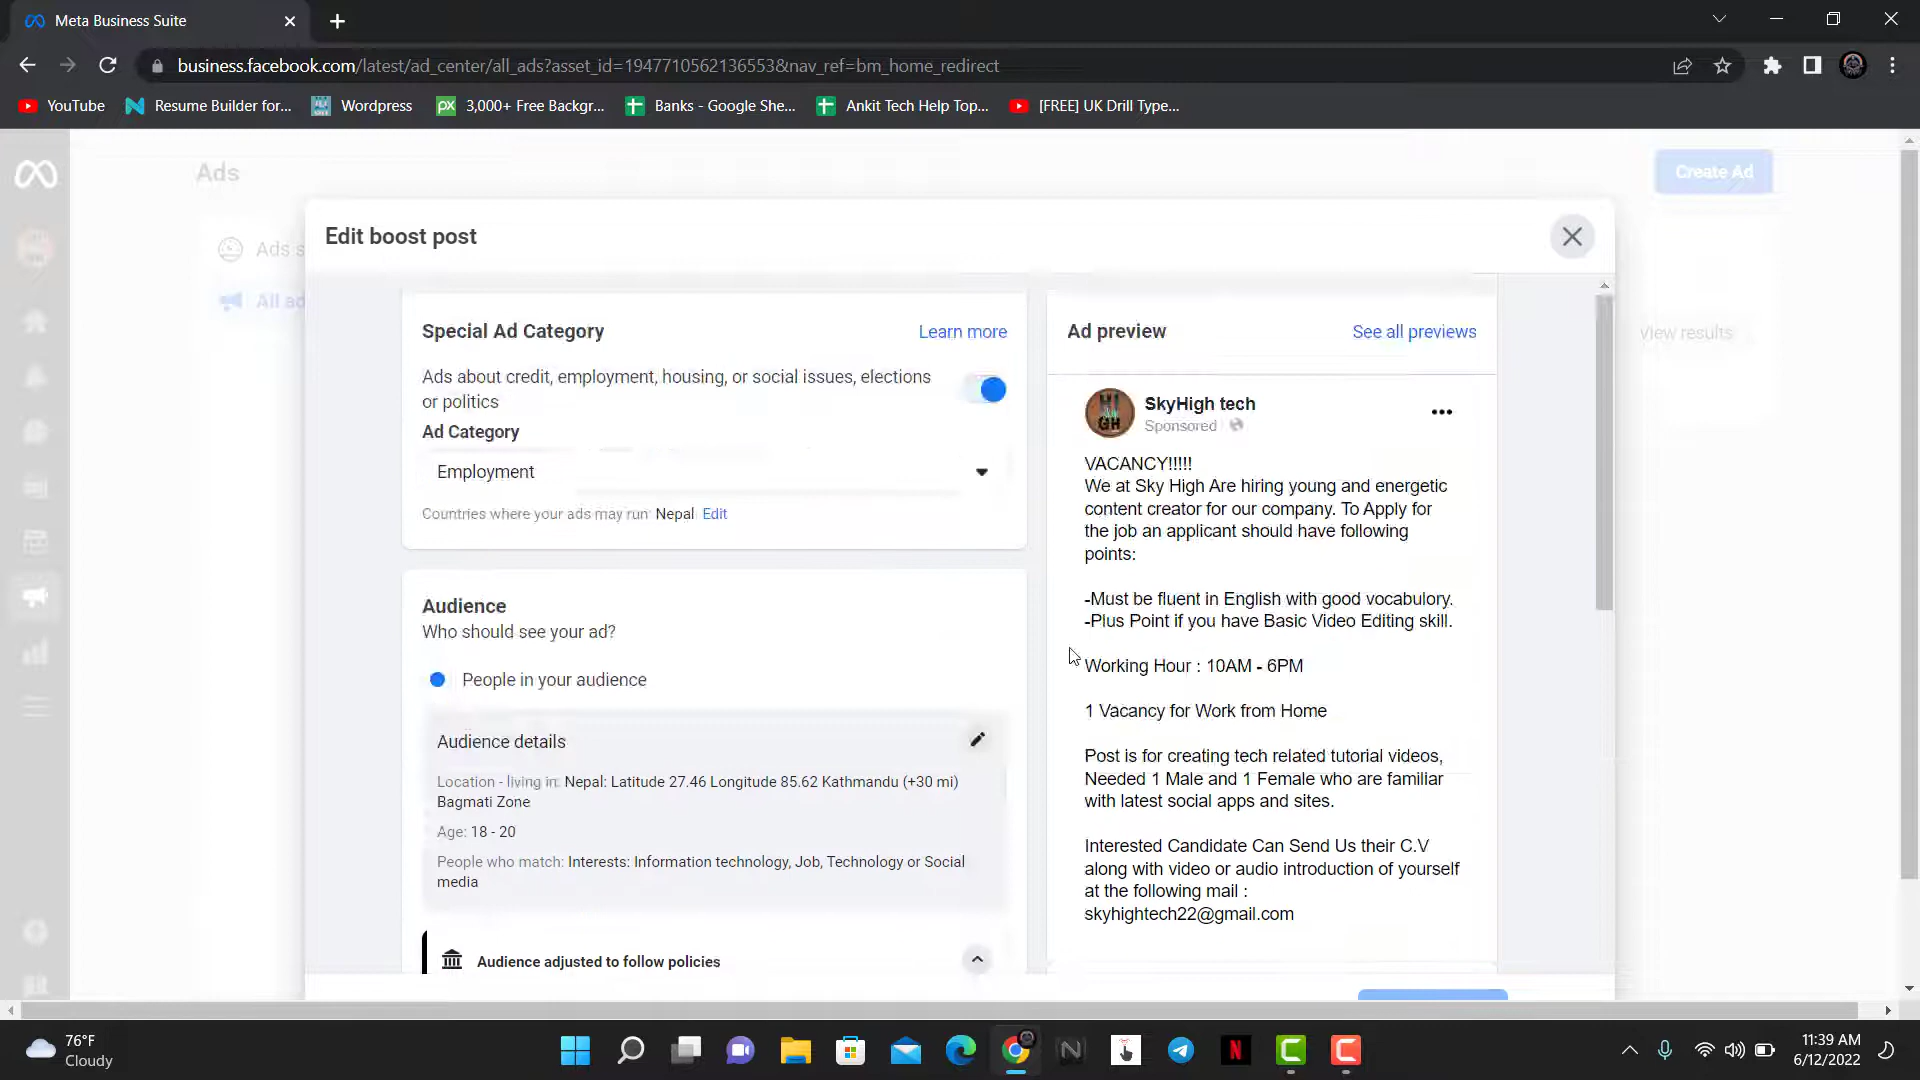 Meta Business Suite
business.facebook.com/latest/ad_center/all_ads?asset_id=1947710562136553&nav_ref=bm_home_redirect
YouTube
Resume Builder for...
Wordpress
3,000+ Free Backgr...
Banks - Google She...
Ankit Tech Help Top...
[FREE] UK Drill Type...
Ads
Create Ad
Edit boost post
Ads s
All ad
View results
Special Ad Category
Learn more
Ads about credit, employment, housing, or social issues, elections
or politics
Ad Category
Employment
Countries where your ads may run: Nepal Edit
Audience
Who should see your ad?
People in your audience
Audience details
Location - living in: Nepal: Latitude 27.46 Longitude 85.62 Kathmandu (+30 mi)
Bagmati Zone
Age: 18 - 20
People who match: Interests: Information technology, Job, Technology or Social
media
Audience adjusted to follow policies
Ad preview
See all previews
SkyHigh tech
Sponsored
VACANCY!!!!!
We at Sky High Are hiring young and energetic
content creator for our company. To Apply for
the job an applicant should have following
points:
-Must be fluent in English with good vocabulory.
-Plus Point if you have Basic Video Editing skill.
Working Hour : 10AM - 6PM
1 Vacancy for Work from Home
Post is for creating tech related tutorial videos,
Needed 1 Male and 1 Female who are familiar
with latest social apps and sites.
Interested Candidate Can Send Us their C.V
along with video or audio introduction of yourself
at the following mail :
skyhightech22@gmail.com
76°F
Cloudy
11:39 AM
6/12/2022